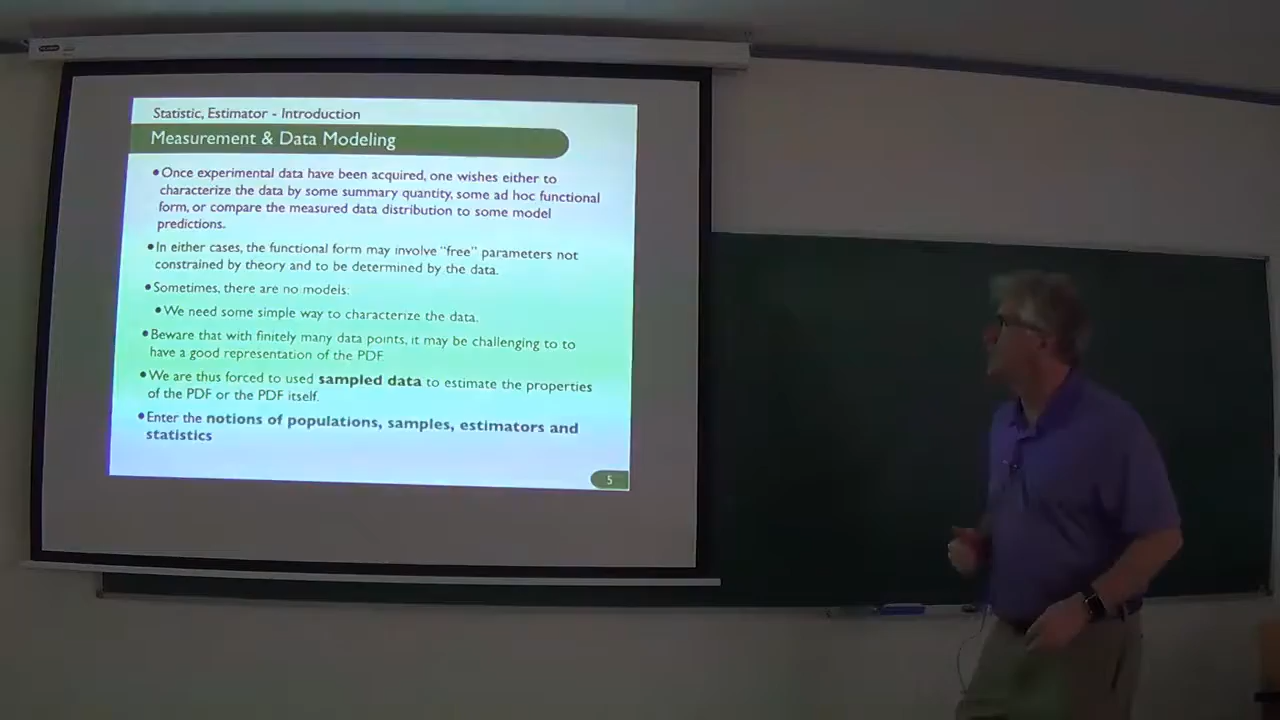 Statistic, Estimator - Introduction
Measurement & Data Modeling
•Once experimental data have been acquired, one wishes either to
characterize the data by some summary quantity, some ad hoc functional
form, or compare the measured data distribution to some model
predictions.
•In either cases, the functional form may involve "free" parameters not
constrained by theory and to be determined by the data.
•Sometimes, there are no models:
•We need some simple way to characterize the data.
•Beware that with finitely many data points, it may be challenging to to
have a good representation of the PDF.
•We are thus forced to used sampled data to estimate the properties
of the PDF or the PDF itself.
•Enter the notions of populations, samples, estimators and
statistics
5